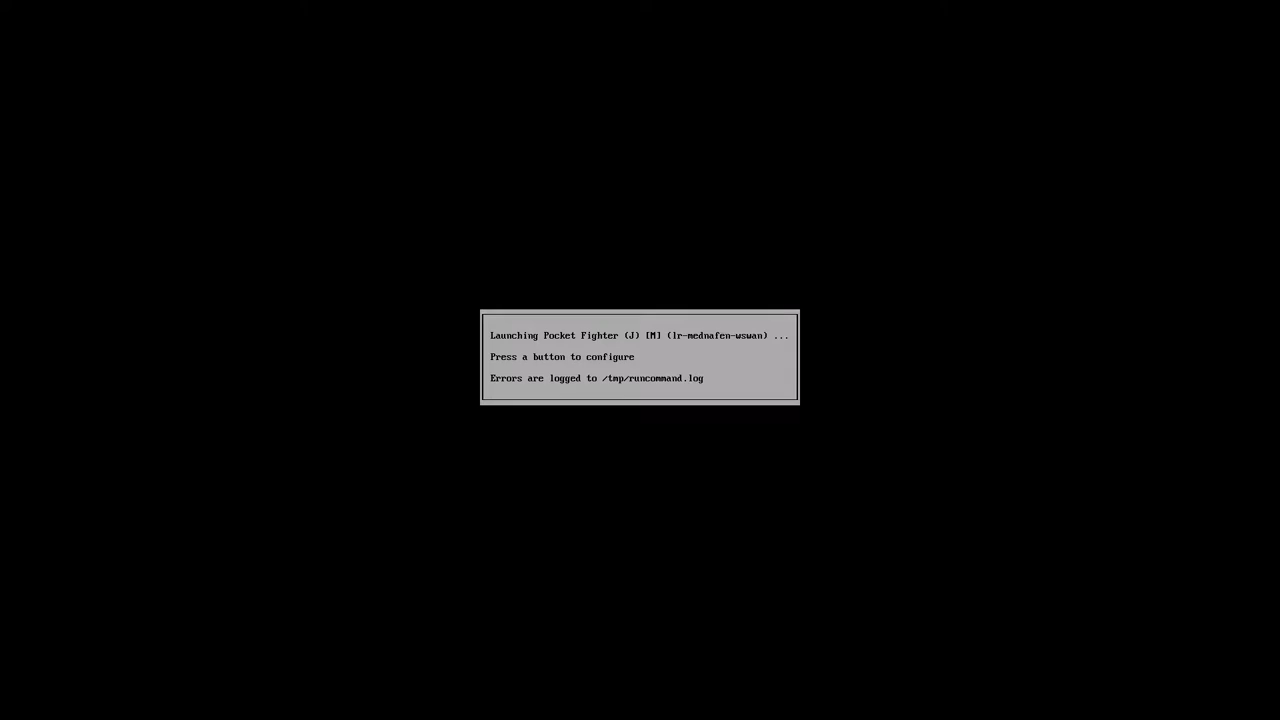 Launching Pocket Fighter (J) [M] (lr-mednafen-wswan) ...
Press a button to configure
Errors are logged to /tmp/runcommand.log